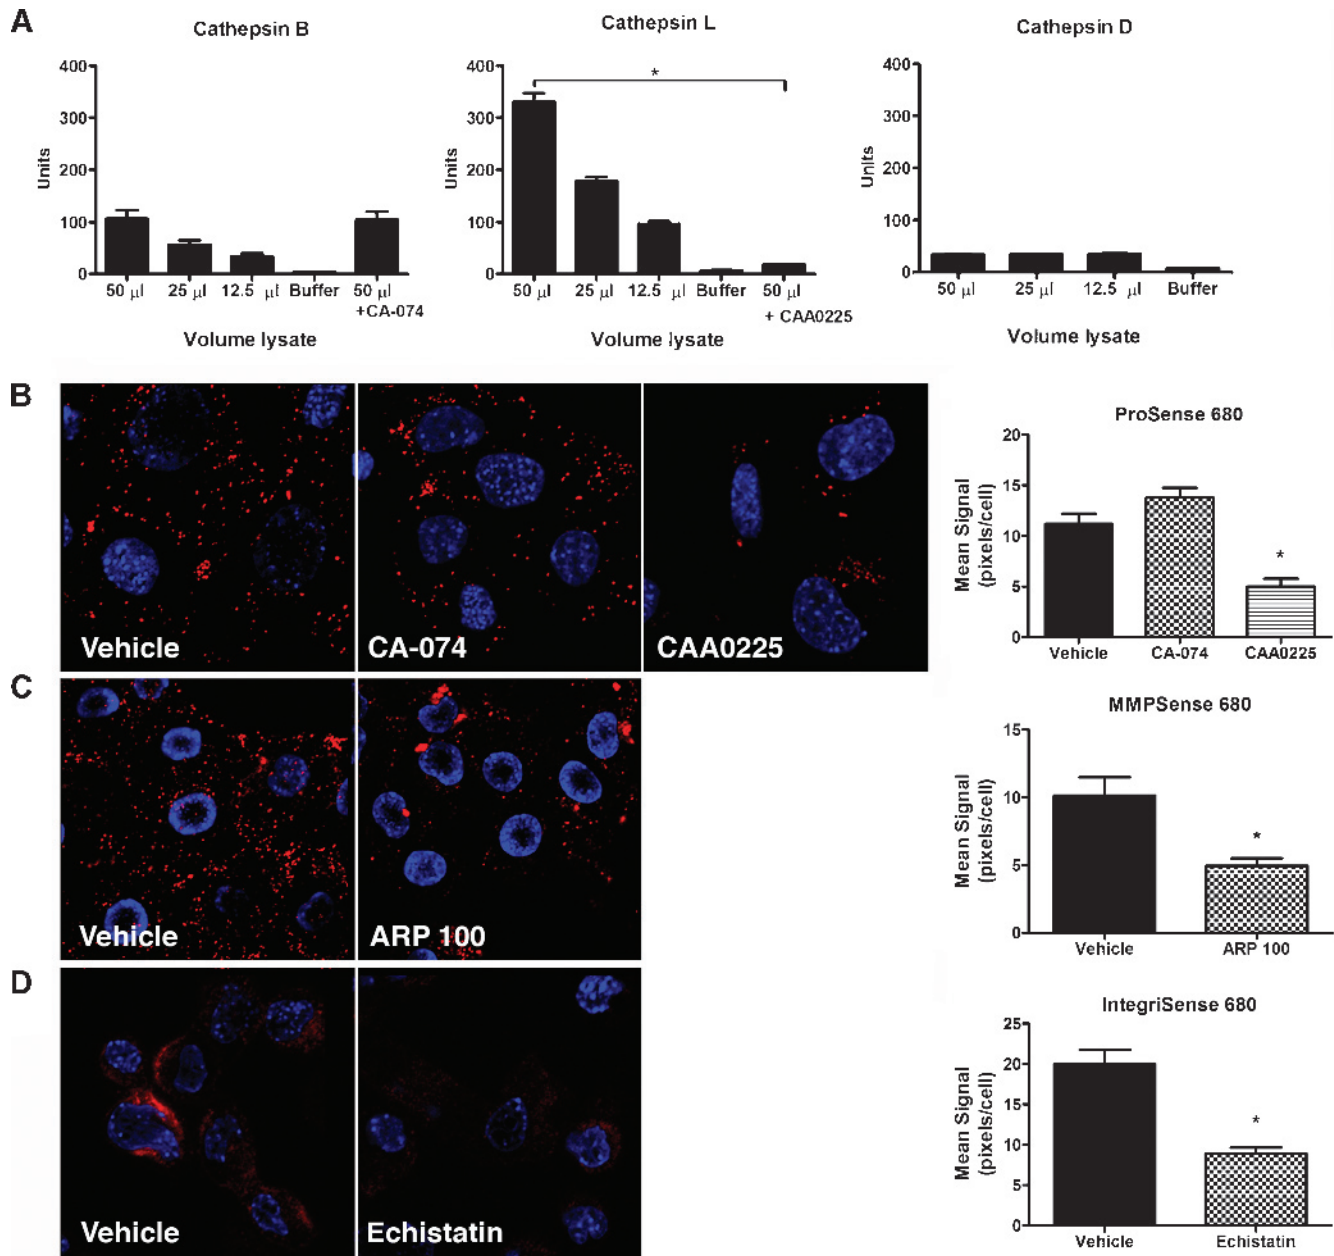 A
Cathepsin B
400
300
200
100
0
Units
50 µl
25 µl
12.5 µl
Buffer
50 µl
+CA-074
Volume lysate
Cathepsin L
400
300
200
100
0
Units
*
50 µl
25 µl
12.5 µl
Buffer
50 µl
+ CAA0225
Volume lysate
Cathepsin D
400
300
200
100
0
Units
50 µl
25 µl
12.5 µl
Buffer
Volume lysate
B
Vehicle
CA-074
CAA0225
ProSense 680
20
15
10
5
0
Mean Signal
(pixels/cell)
*
Vehicle
CA-074
CAA0225
C
Vehicle
ARP 100
MMPSense 680
15
10
5
0
Mean Signal
(pixels/cell)
*
Vehicle
ARP 100
D
Vehicle
Echistatin
IntegriSense 680
25
20
15
10
5
0
Mean Signal
(pixels/cell)
*
Vehicle
Echistatin